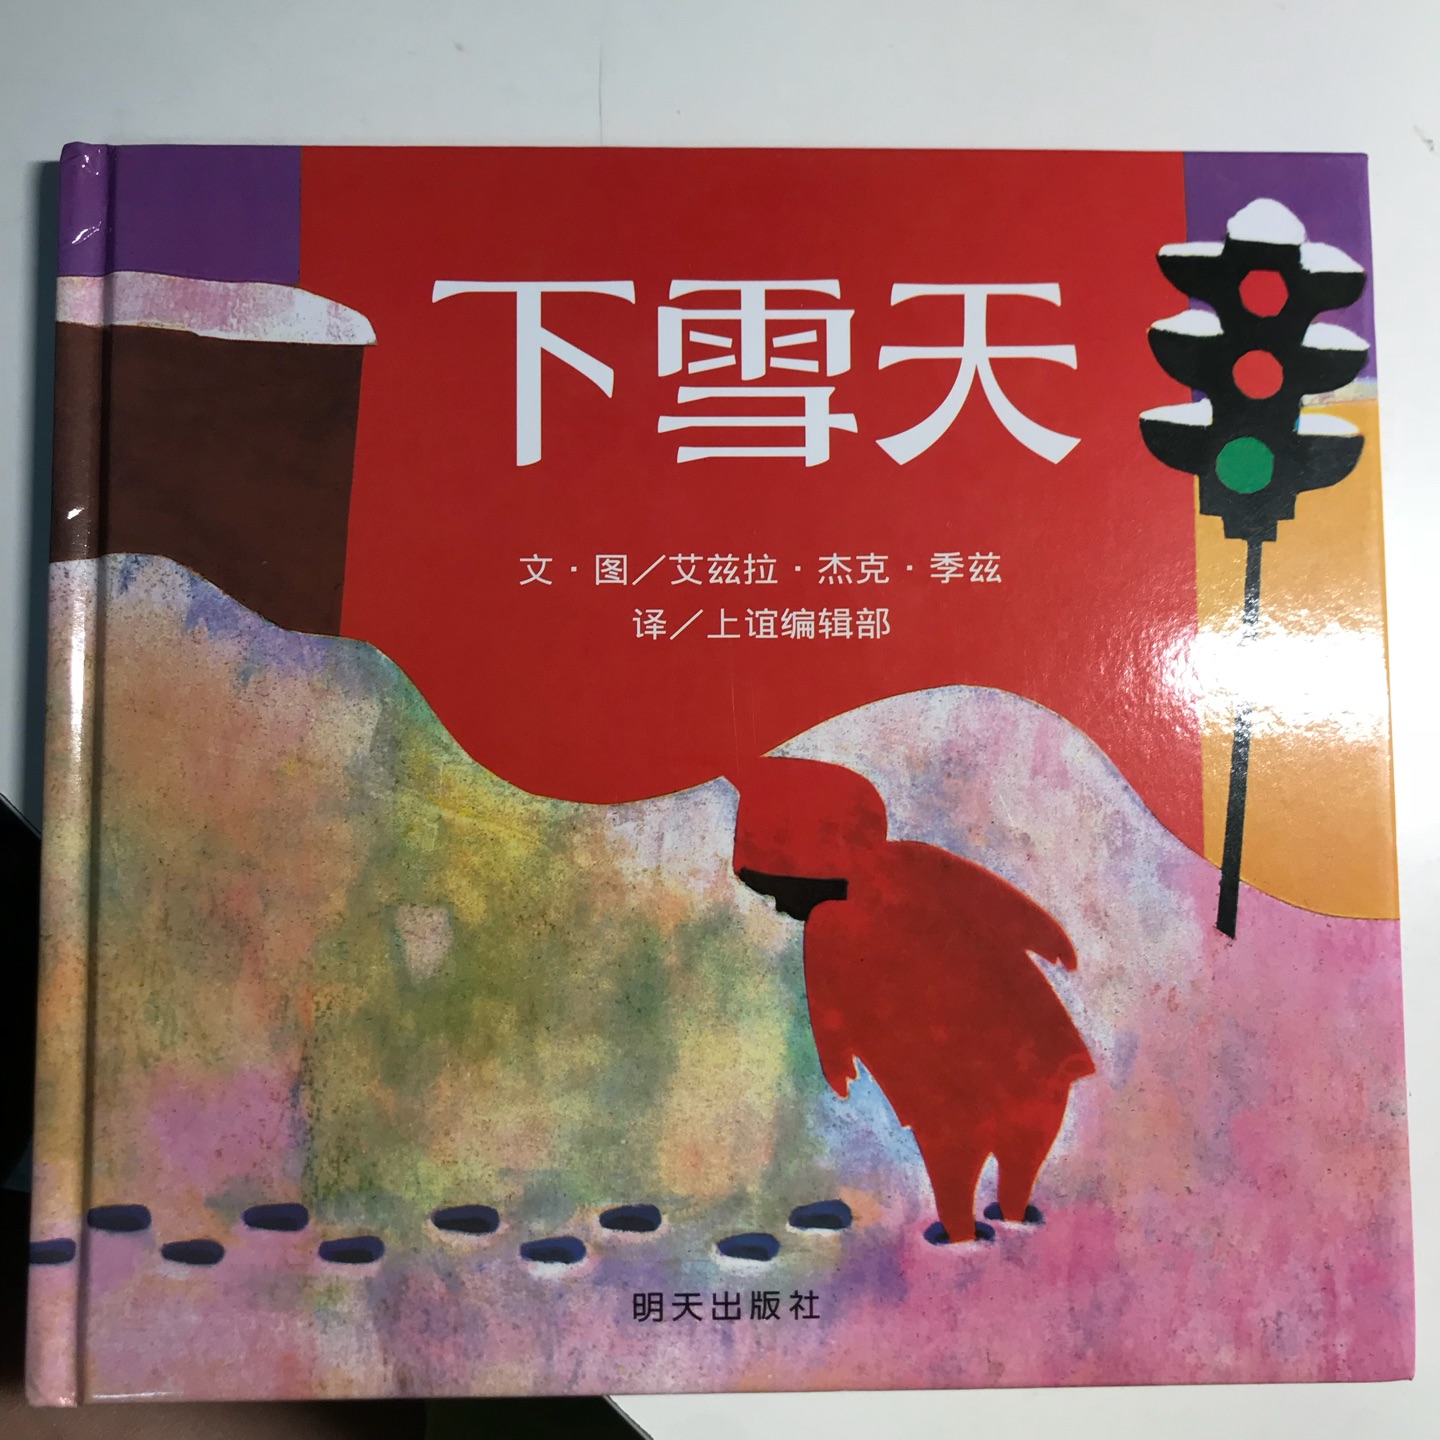 下雪天
文·图／艾兹拉·杰克·季兹
译／上谊编辑部
明天出版社